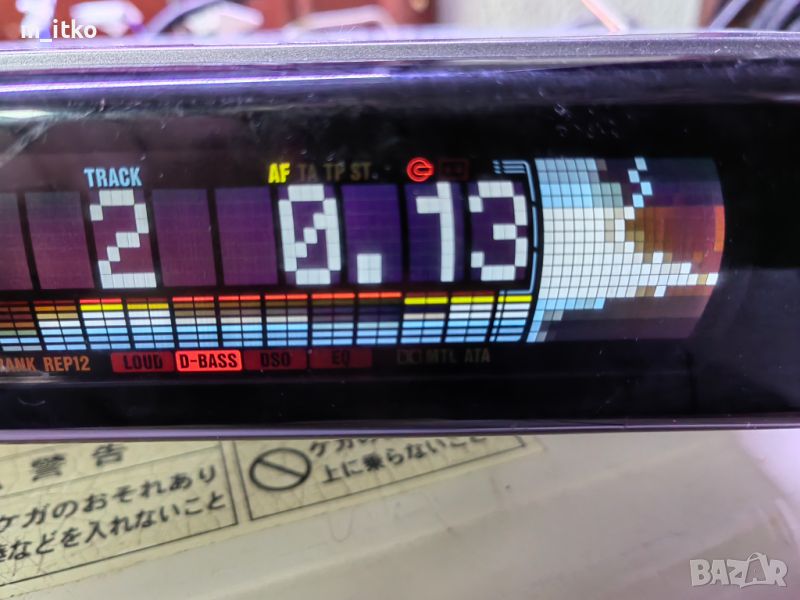 m_itko
TRACK AF TA TP ST
2 0.13
REP12 LOUD D-BASS DSO EQ MTL ATA
警告
ケガのおそれあり
などを入れないこと
上に乗らないこと
BAZAR